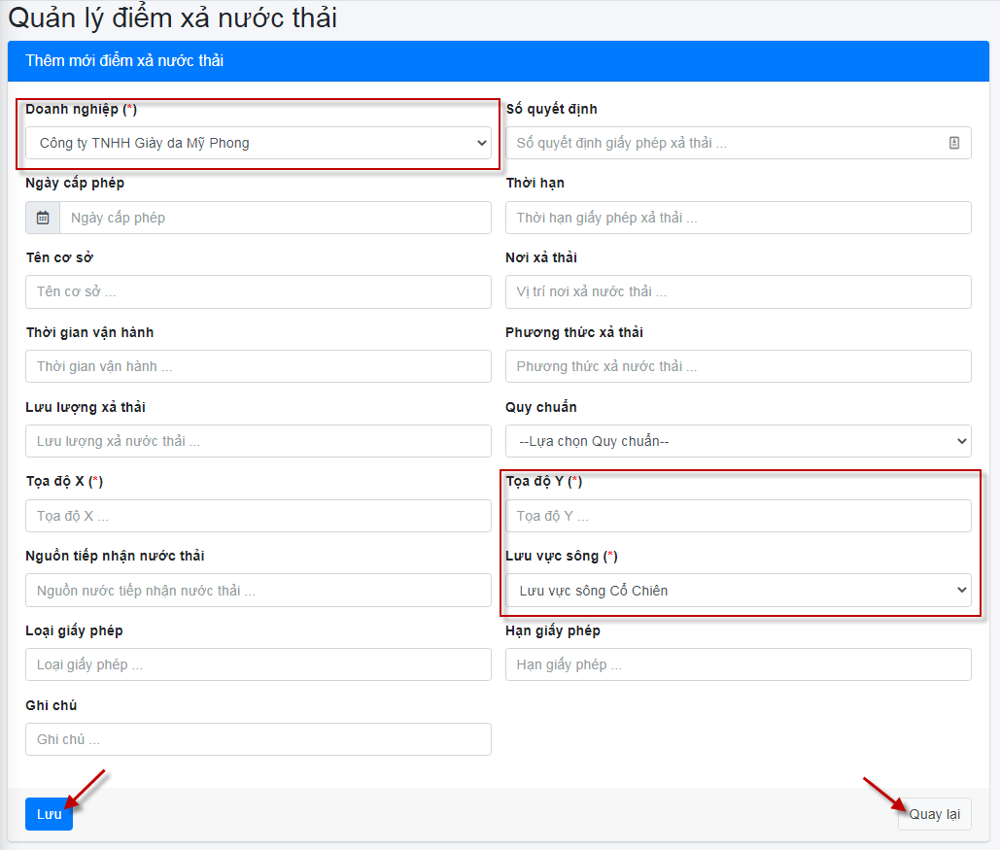 Quản lý điểm xả nước thải
Thêm mới điểm xả nước thải
Doanh nghiệp (*)
Số quyết định
Công ty TNHH Giày da Mỹ Phong
Số quyết định giấy phép xả thải ...
Ngày cấp phép
Thời hạn
Ngày cấp phép
Thời hạn giấy phép xả thải ...
Tên cơ sở
Nơi xả thải
Tên cơ sở ...
Vị trí nơi xả nước thải ...
Thời gian vận hành
Phương thức xả thải
Thời gian vận hành ...
Phương thức xả nước thải ...
Lưu lượng xả thải
Quy chuẩn
Lưu lượng xả nước thải ...
--Lựa chọn Quy chuẩn--
Tọa độ X (*)
Tọa độ Y (*)
Tọa độ X ...
Tọa độ Y ...
Nguồn tiếp nhận nước thải
Lưu vực sông (*)
Nguồn nước tiếp nhận nước thải ...
Lưu vực sông Cổ Chiên
Loại giấy phép
Hạn giấy phép
Loại giấy phép ...
Hạn giấy phép ...
Ghi chú
Ghi chú ...
Lưu
Quay lại